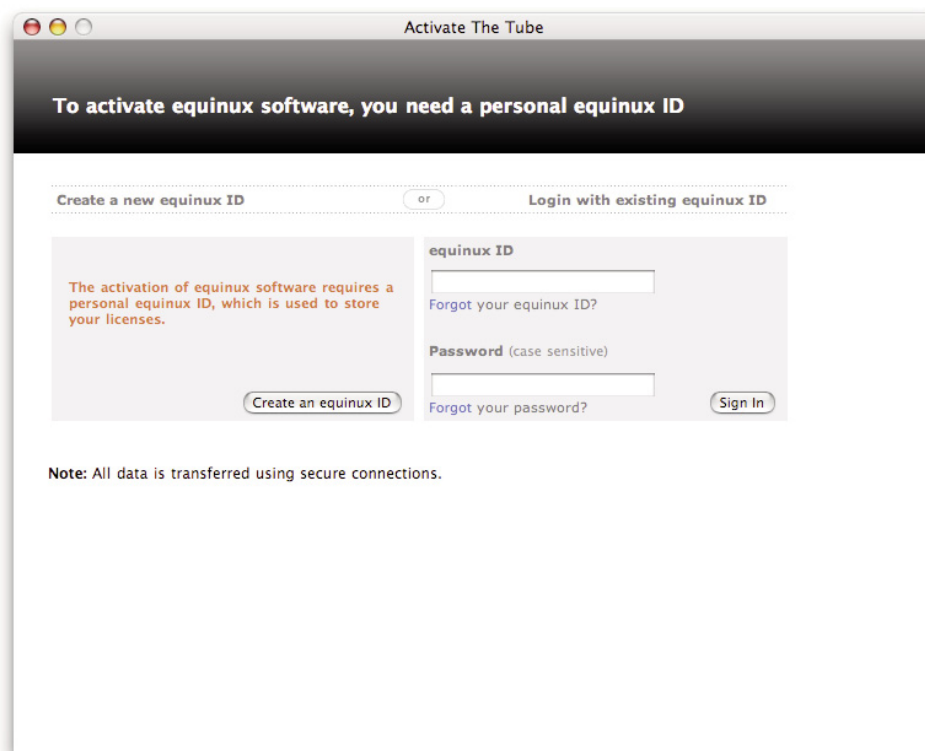 Activate The Tube
To activate equinux software, you need a personal equinux ID
Create a new equinux ID
or
Login with existing equinux ID
The activation of equinux software requires a
personal equinux ID, which is used to store
your licenses.
Create an equinux ID
equinux ID
Forgot your equinux ID?
Password (case sensitive)
Forgot your password?
Sign In
Note: All data is transferred using secure connections.